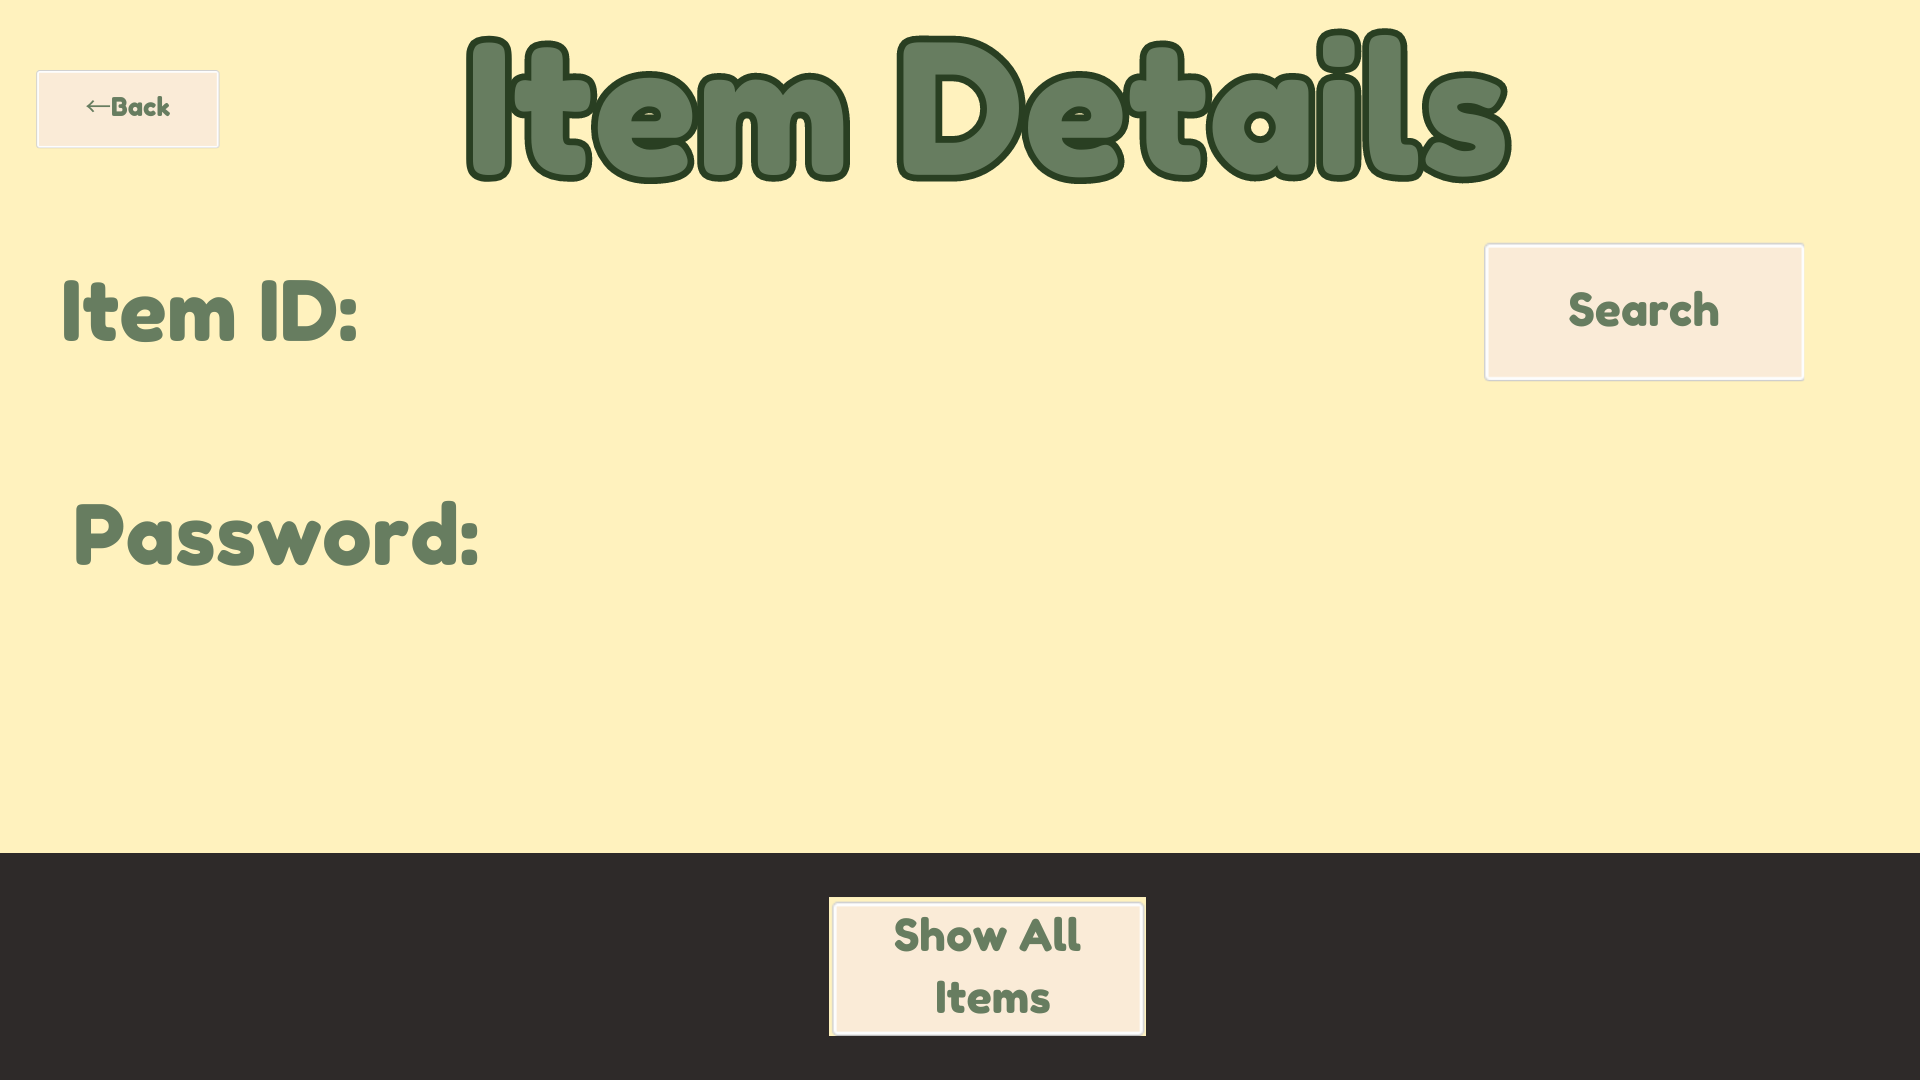 Item Details
←Back
Item ID:
Search
Password:
Show All
Items